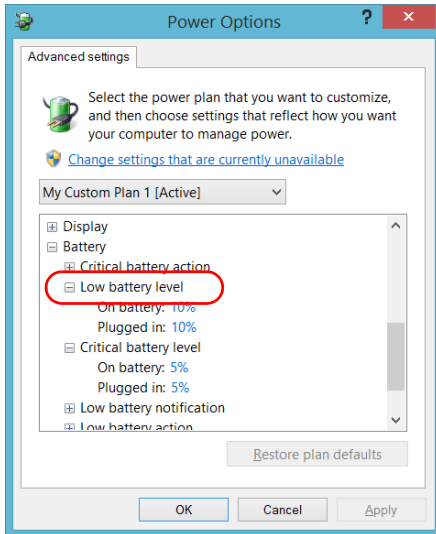 Power Options
?
×
Advanced settings
Select the power plan that you want to customize,
and then choose settings that reflect how you want
your computer to manage power.
Change settings that are currently unavailable
My Custom Plan 1 [Active]
Display
Battery
Critical battery action
Low battery level
On battery: 10%
Plugged in: 10%
Critical battery level
On battery: 5%
Plugged in: 5%
Low battery notification
Low battery action
Restore plan defaults
OK Cancel Apply